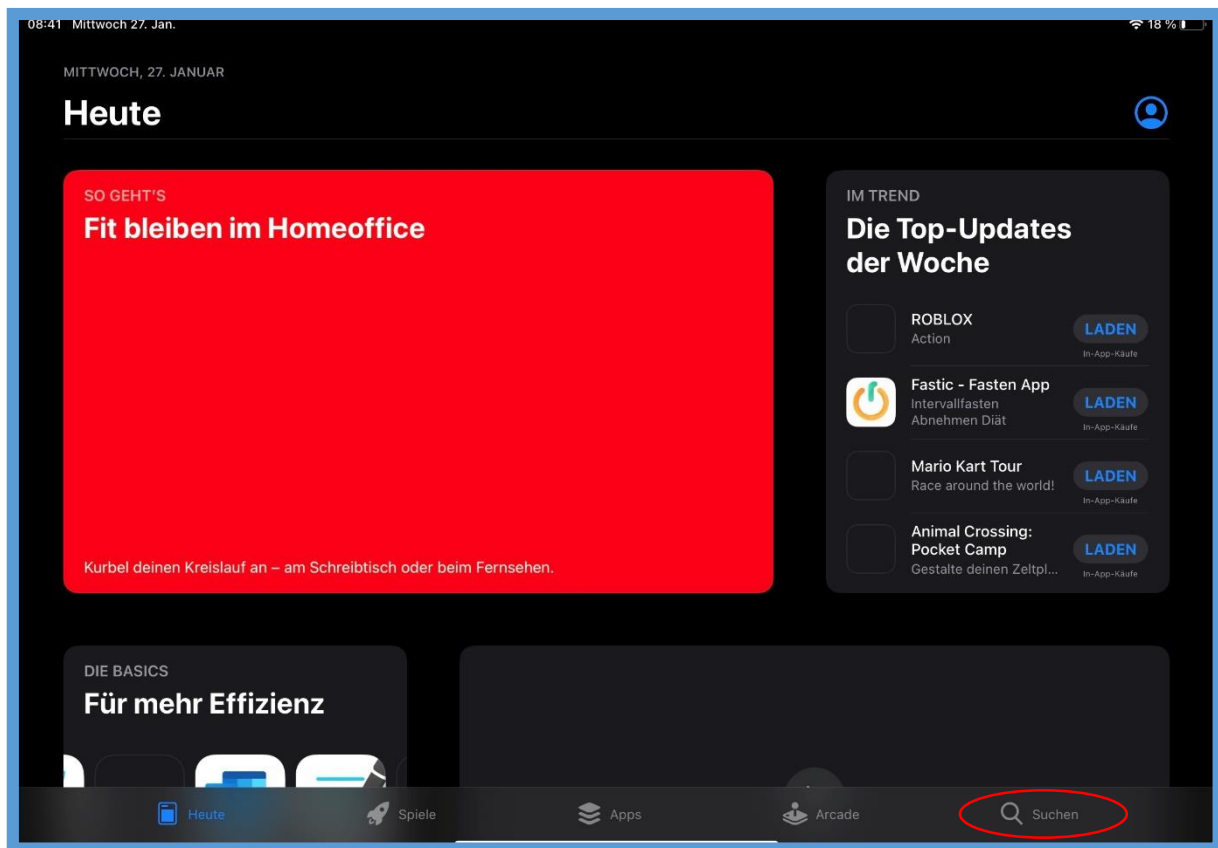 08:41 Mittwoch 27. Jan.
18 %
MITTWOCH, 27. JANUAR
Heute
SO GEHT'S
Fit bleiben im Homeoffice
Kurbel deinen Kreislauf an – am Schreibtisch oder beim Fernsehen.
IM TREND
Die Top-Updates
der Woche
ROBLOX
Action
LADEN
In-App-Käufe
Fastic - Fasten App
Intervallfasten
Abnehmen Diät
LADEN
In-App-Käufe
Mario Kart Tour
Race around the world!
LADEN
In-App-Käufe
Animal Crossing:
Pocket Camp
Gestalte deinen Zeltpl...
LADEN
In-App-Käufe
DIE BASICS
Für mehr Effizienz
Heute
Spiele
Apps
Arcade
Suchen